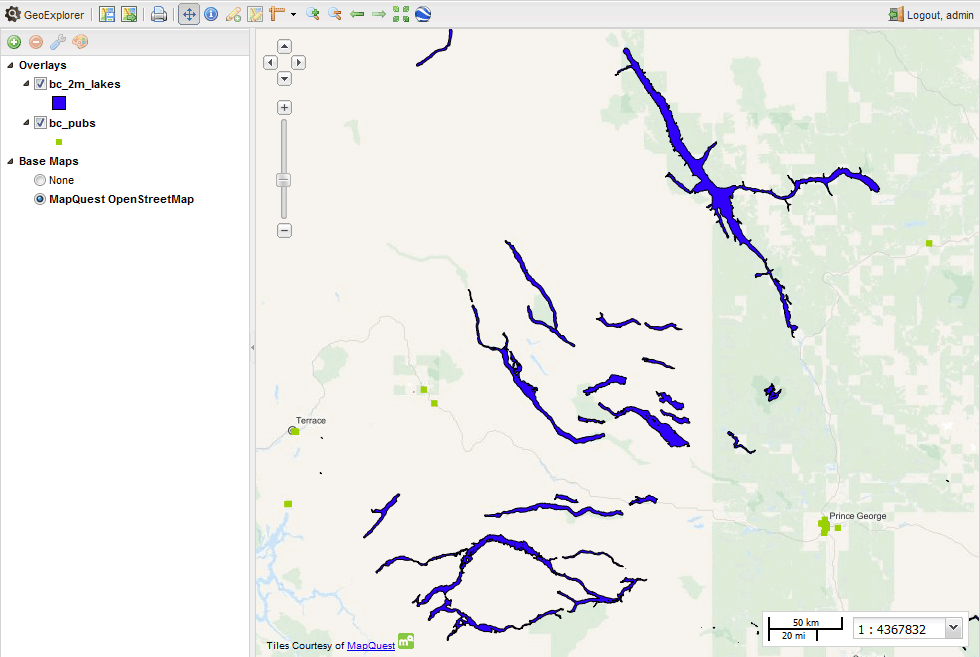 GeoExplorer
Logout, admin
Overlays
bc_2m_lakes
bc_pubs
Base Maps
None
MapQuest OpenStreetMap
Terrace
Prince George
50 km
20 mi
1 : 4367832
Tiles Courtesy of MapQuest